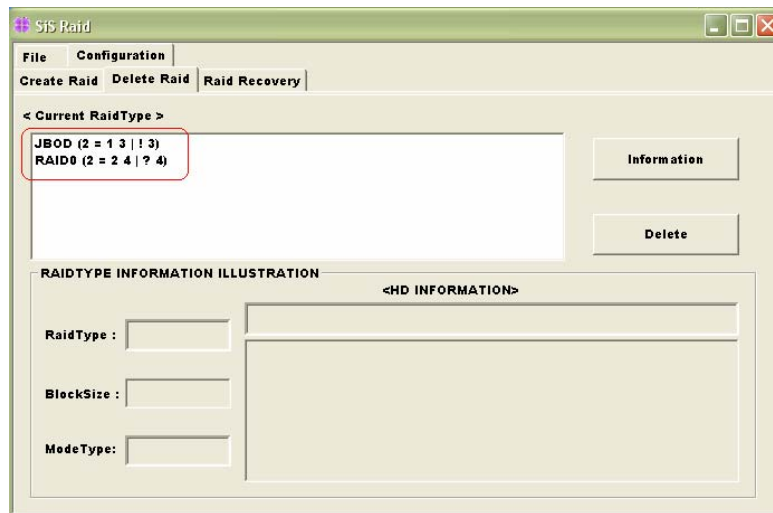 SiS Raid
File Configuration
Create Raid Delete Raid Raid Recovery
< Current RaidType >
JBOD (2 = 1 3 | ! 3)
RAID0 (2 = 2 4 | ? 4)
Information
Delete
RAIDTYPE INFORMATION ILLUSTRATION
<HD INFORMATION>
RaidType :
BlockSize :
ModeType: